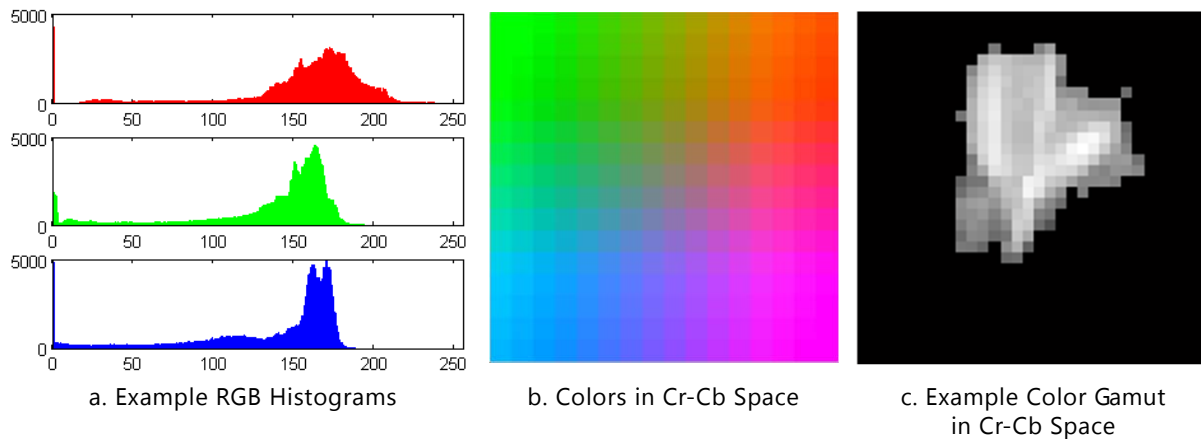 5000
0
0 50 100 150 200 250
5000
0
0 50 100 150 200 250
5000
0
0 50 100 150 200 250
a. Example RGB Histograms
b. Colors in Cr-Cb Space
c. Example Color Gamut
in Cr-Cb Space